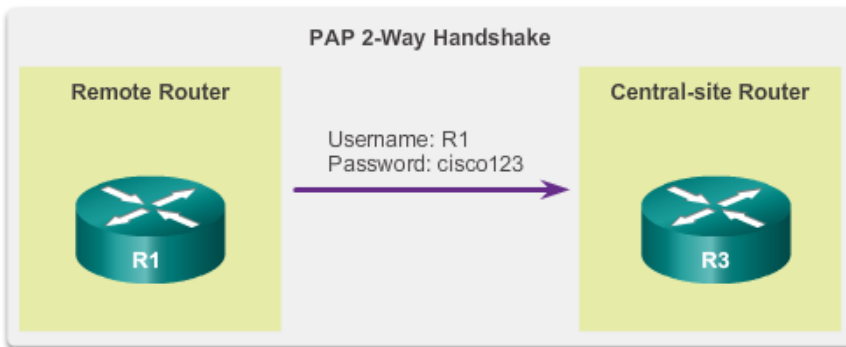 PAP 2-Way Handshake
Remote Router
Central-site Router
Username: R1
Password: cisco123
R1
R3